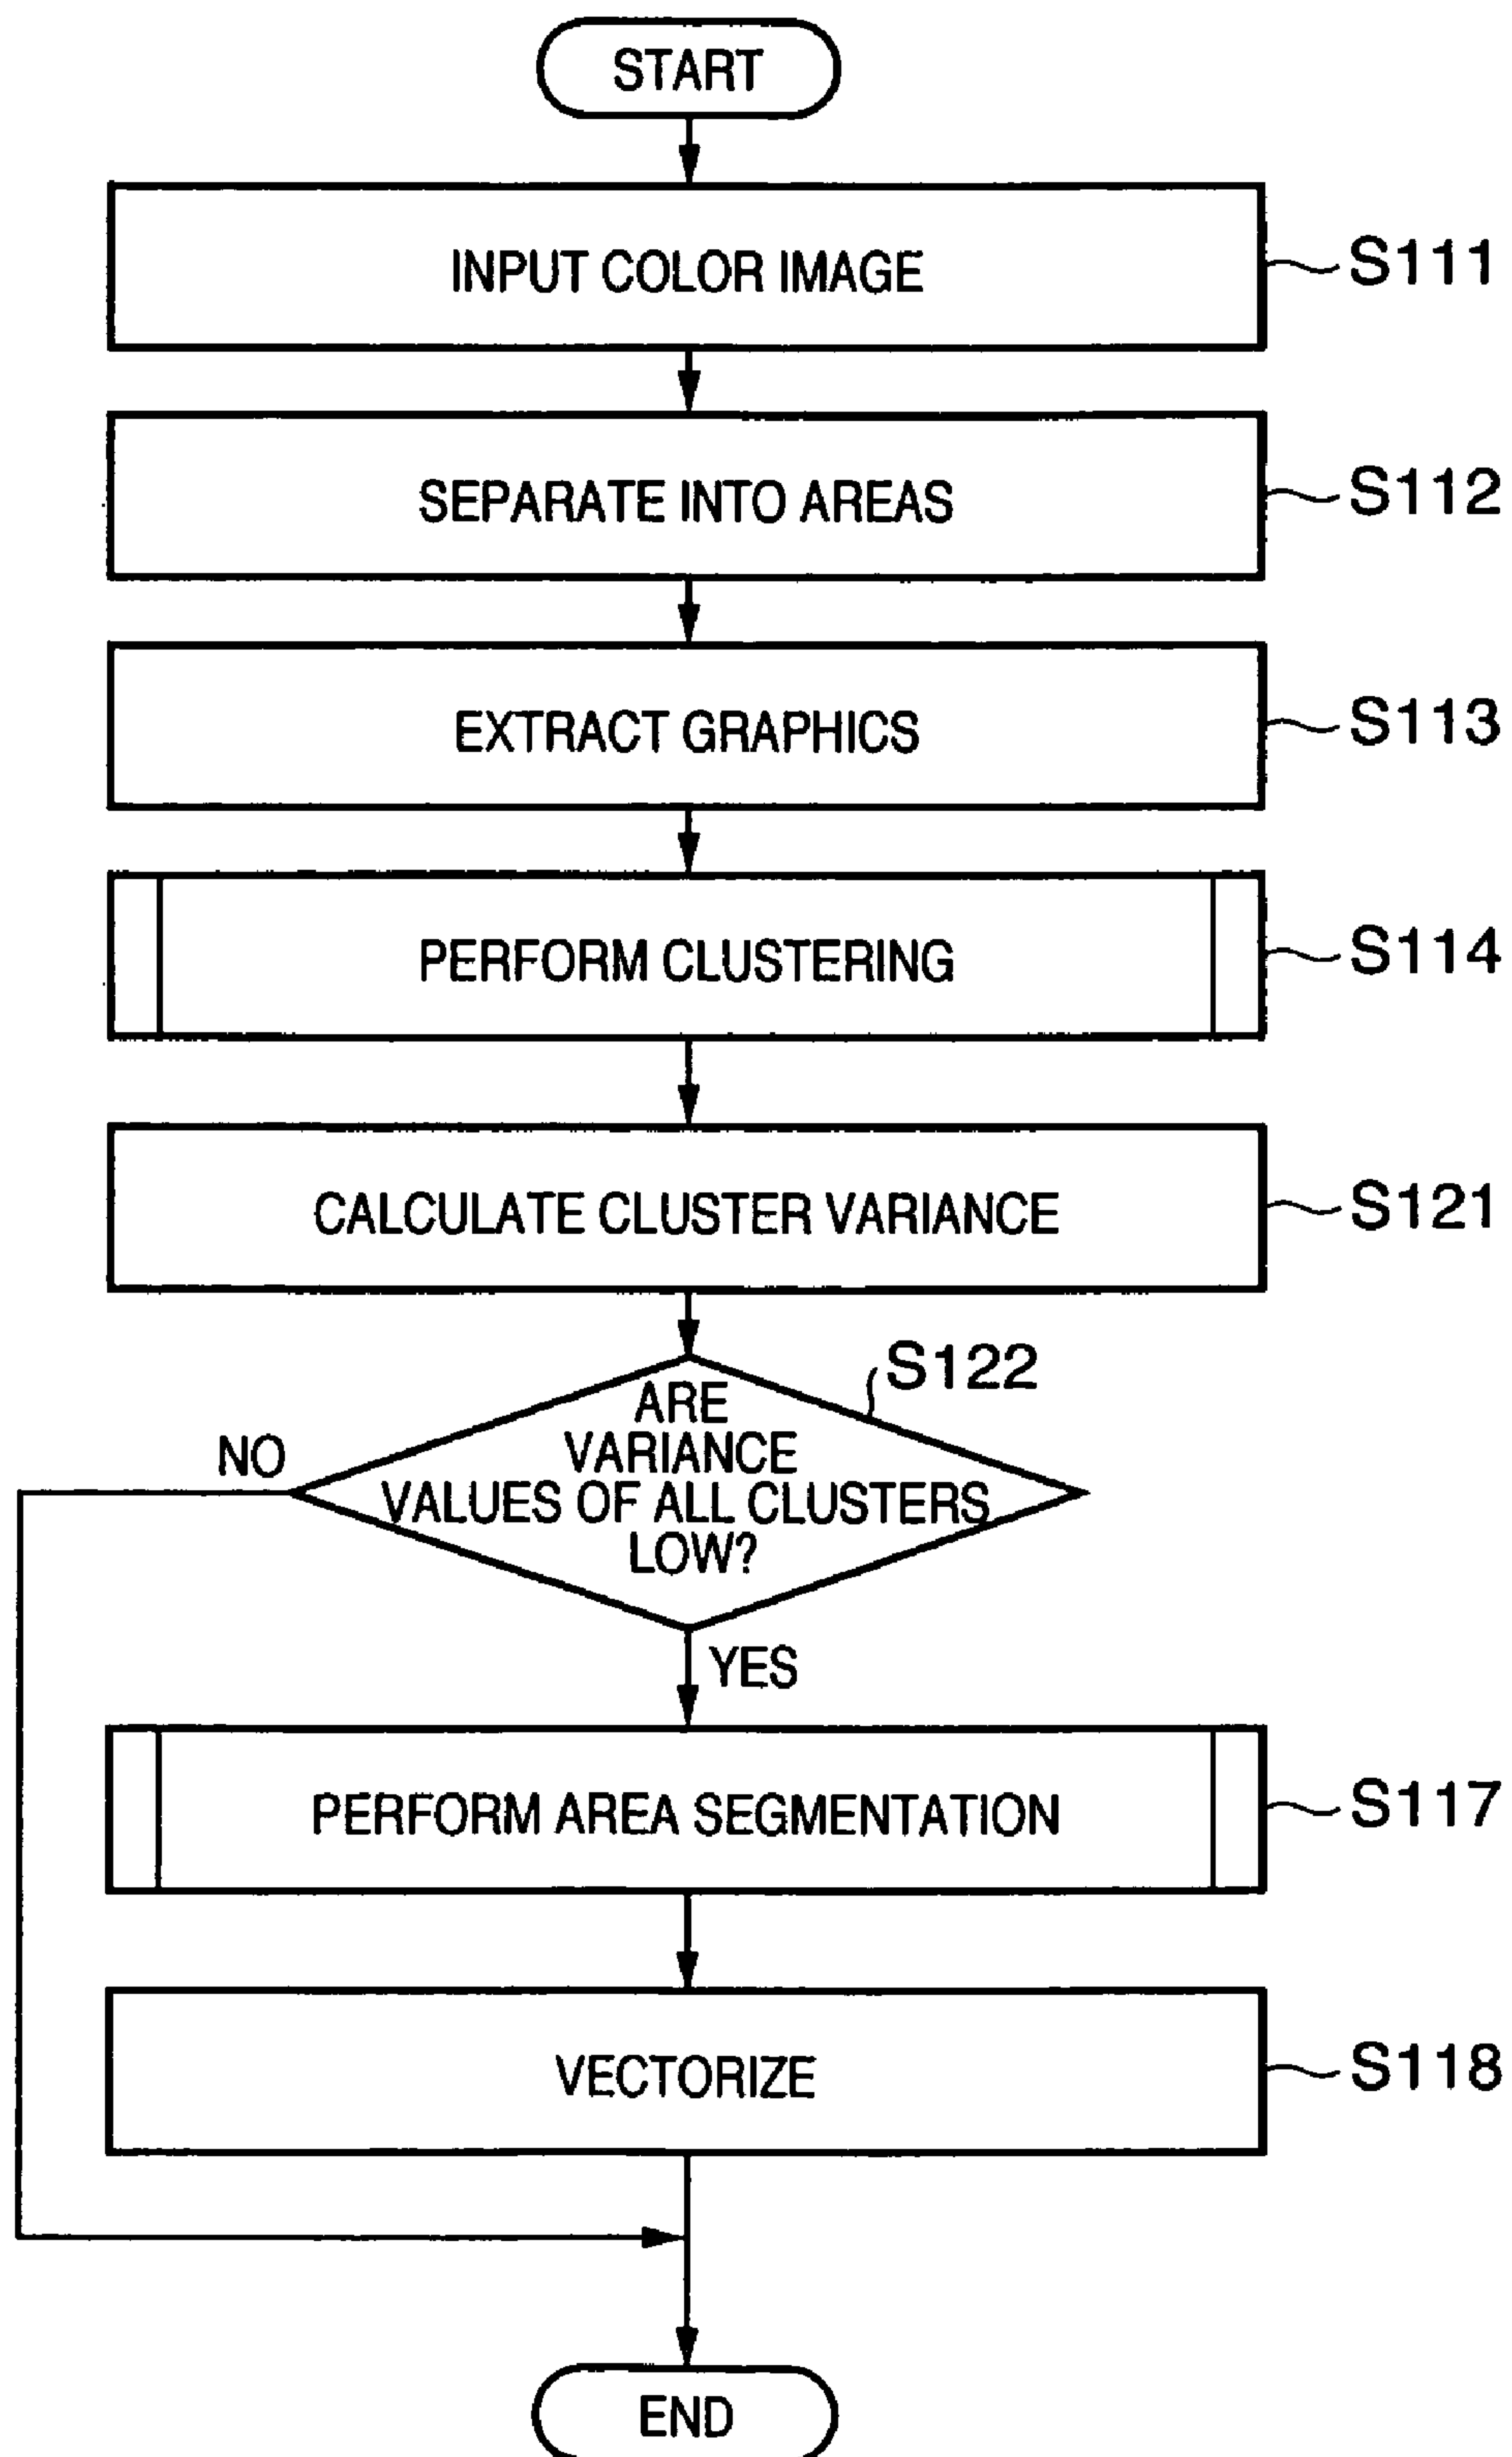 START
INPUT COLOR IMAGE
S111
SEPARATE INTO AREAS
S112
EXTRACT GRAPHICS
S113
PERFORM CLUSTERING
S114
CALCULATE CLUSTER VARIANCE
S121
S122
ARE
VARIANCE
VALUES OF ALL CLUSTERS
LOW?
NO
YES
PERFORM AREA SEGMENTATION
S117
VECTORIZE
S118
END